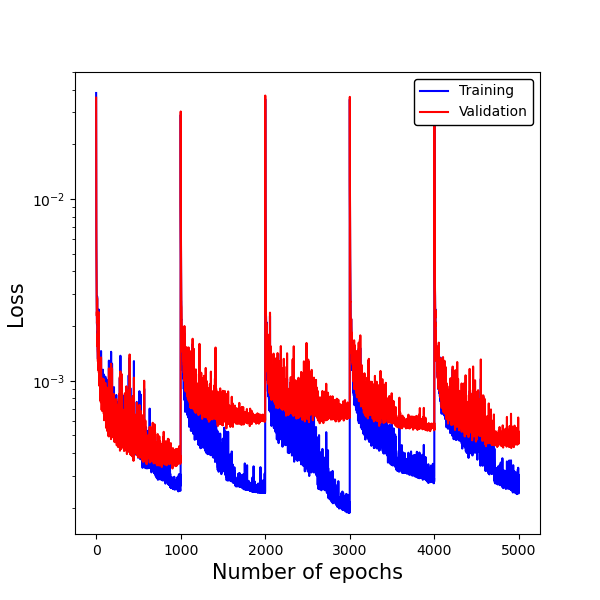 Training
Validation
10^{-2}
10^{-3}
Loss
0 1000 2000 3000 4000 5000
Number of epochs